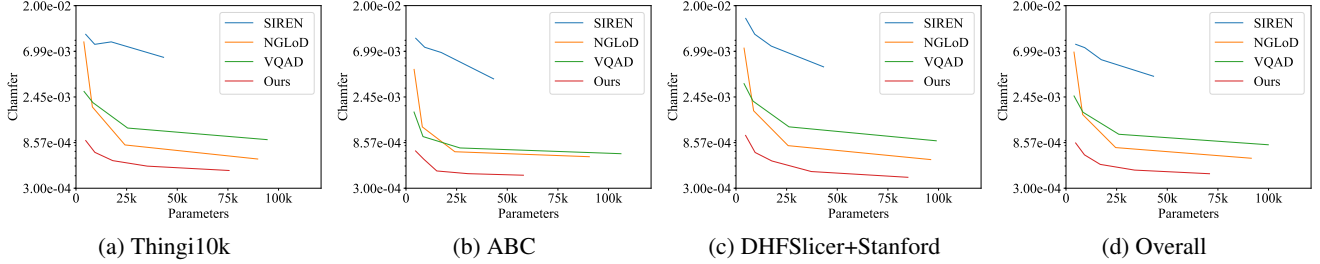 2.00e−02
6.99e−03
2.45e−03
8.57e−04
3.00e−04
Chamfer
SIREN
NGLoD
VQAD
Ours
0 25k 50k 75k 100k
Parameters
(a) Thingi10k
2.00e−02
6.99e−03
2.45e−03
8.57e−04
3.00e−04
Chamfer
SIREN
NGLoD
VQAD
Ours
0 25k 50k 75k 100k
Parameters
(b) ABC
2.00e−02
6.99e−03
2.45e−03
8.57e−04
3.00e−04
Chamfer
SIREN
NGLoD
VQAD
Ours
0 25k 50k 75k 100k
Parameters
(c) DHFSlicer+Stanford
2.00e−02
6.99e−03
2.45e−03
8.57e−04
3.00e−04
Chamfer
SIREN
NGLoD
VQAD
Ours
0 25k 50k 75k 100k
Parameters
(d) Overall